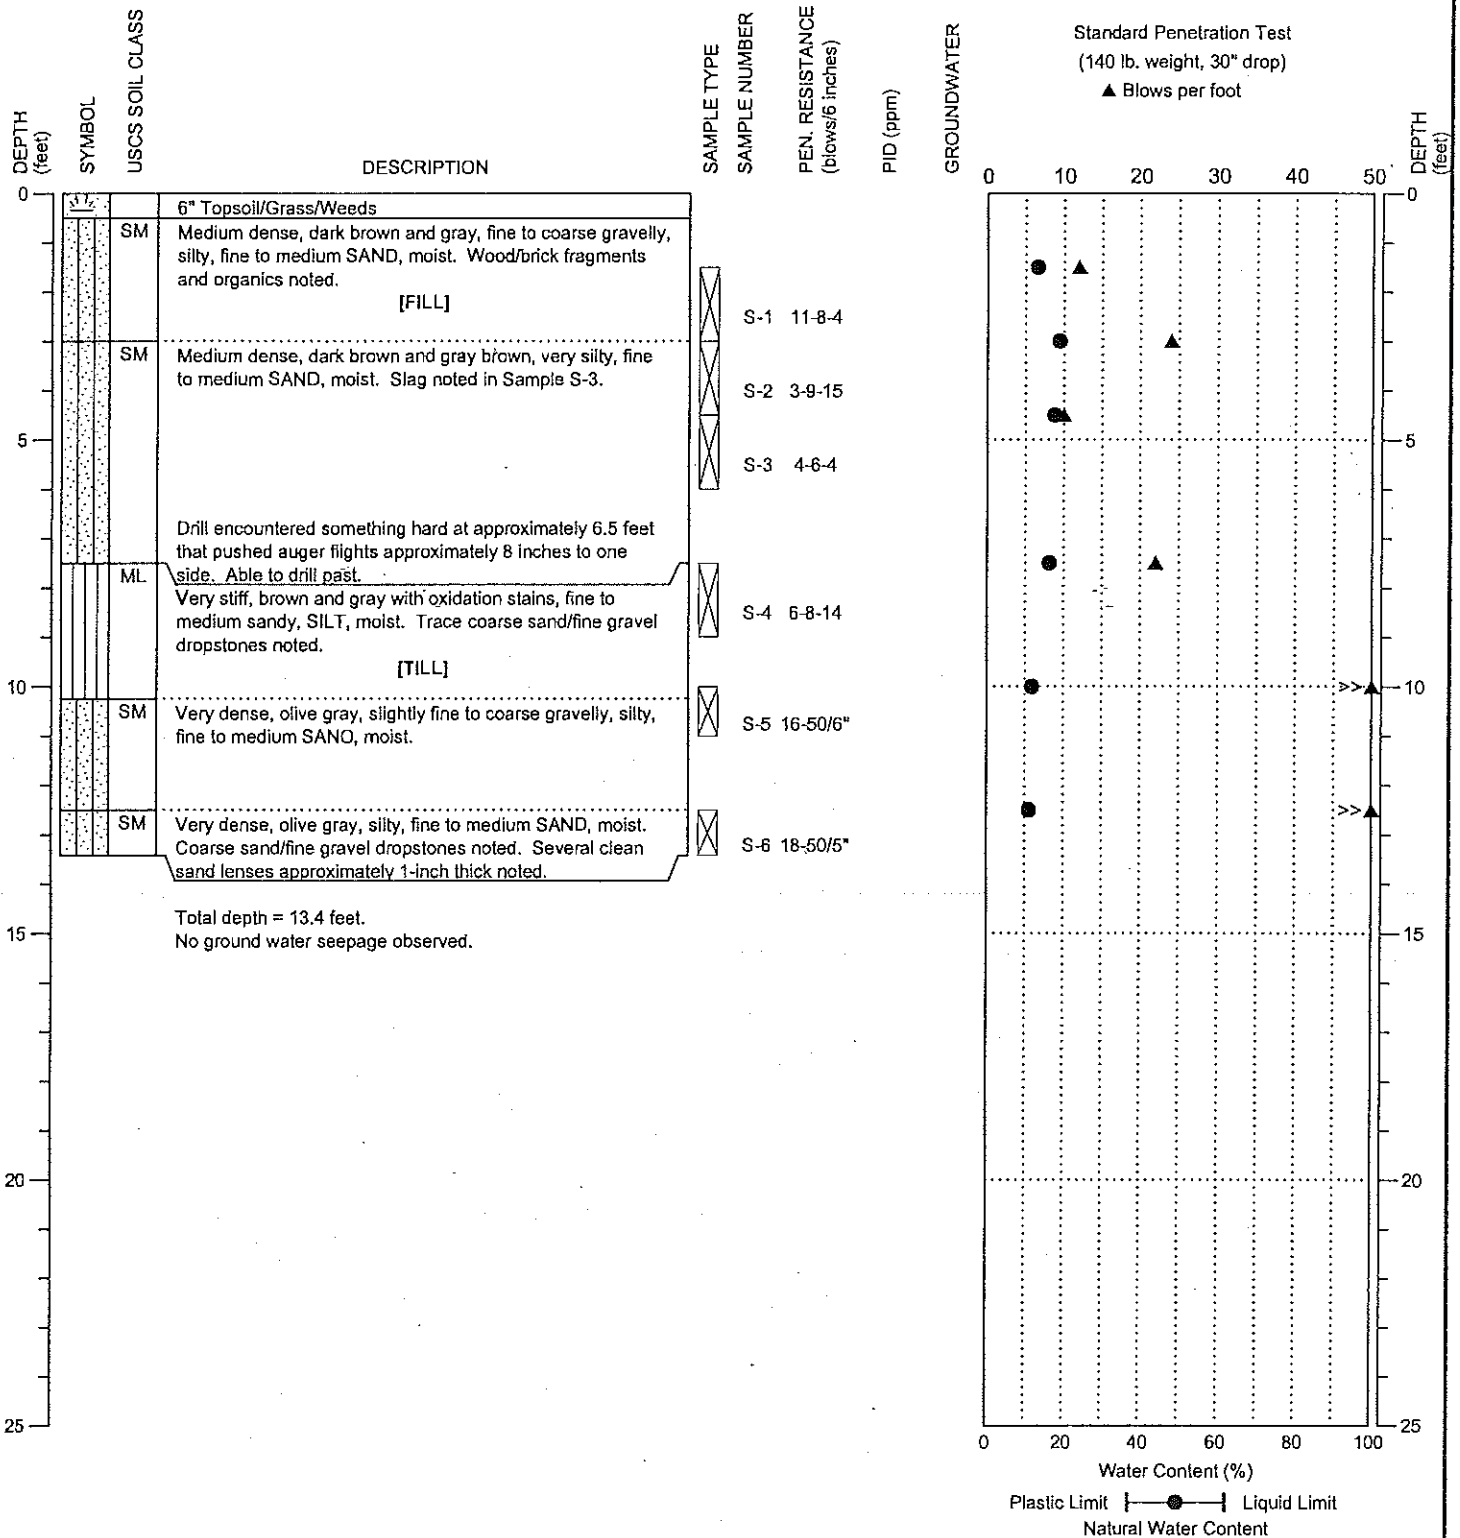 DEPTH
(feet)
SYMBOL
USCS SOIL CLASS
DESCRIPTION
SAMPLE TYPE
SAMPLE NUMBER
PEN. RESISTANCE
(blows/6 inches)
PID (ppm)
GROUNDWATER
Standard Penetration Test
(140 lb. weight, 30" drop)
▲ Blows per foot
DEPTH
(feet)
0 10 20 30 40 50
0
0
6" Topsoil/Grass/Weeds
SM
Medium dense, dark brown and gray, fine to coarse gravelly,
silty, fine to medium SAND, moist. Wood/brick fragments
and organics noted.
[FILL]
S-1 11-8-4
SM
Medium dense, dark brown and gray brown, very silty, fine
to medium SAND, moist. Slag noted in Sample S-3.
S-2 3-9-15
5
5
S-3 4-6-4
Drill encountered something hard at approximately 6.5 feet
that pushed auger flights approximately 8 inches to one
side. Able to drill past.
ML
Very stiff, brown and gray with oxidation stains, fine to
medium sandy, SILT, moist. Trace coarse sand/fine gravel
dropstones noted.
S-4 6-8-14
[TILL]
10
>>
10
SM
Very dense, olive gray, slightly fine to coarse gravelly, silty,
fine to medium SAND, moist.
S-5 16-50/6"
>>
SM
Very dense, olive gray, silty, fine to medium SAND, moist.
Coarse sand/fine gravel dropstones noted. Several clean
sand lenses approximately 1-inch thick noted.
S-6 18-50/5"
Total depth = 13.4 feet.
No ground water seepage observed.
15
15
20
20
25
25
0 20 40 60 80 100
Water Content (%)
Plastic Limit Liquid Limit
Natural Water Content